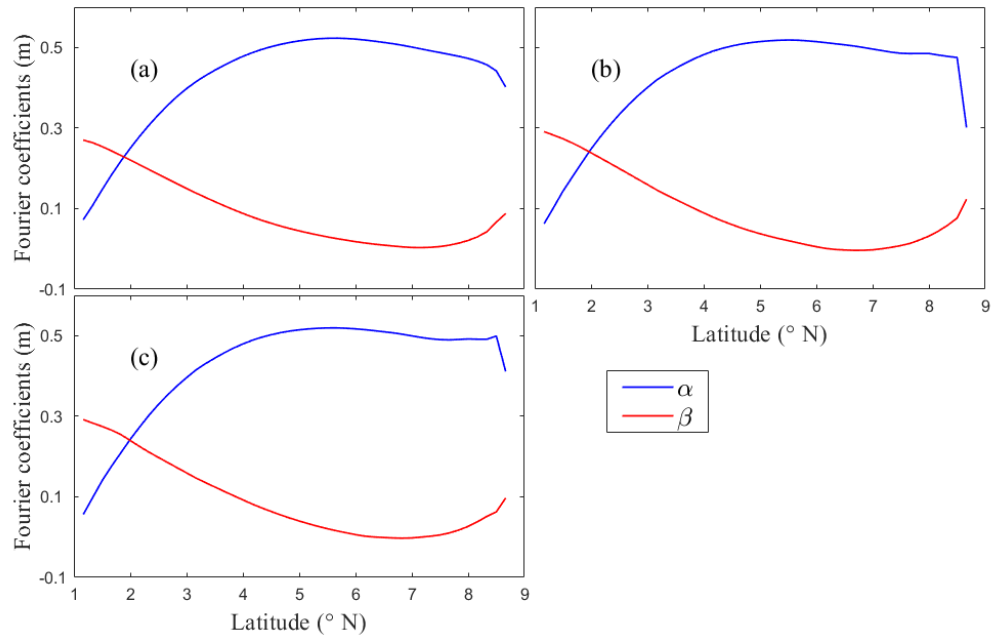 Fourier coefficients (m)
0.5
0.3
0.1
-0.1
(a)
(b)
1 2 3 4 5 6 7 8 9
Latitude (° N)
Fourier coefficients (m)
0.5
0.3
0.1
-0.1
(c)
1 2 3 4 5 6 7 8 9
Latitude (° N)
α
β